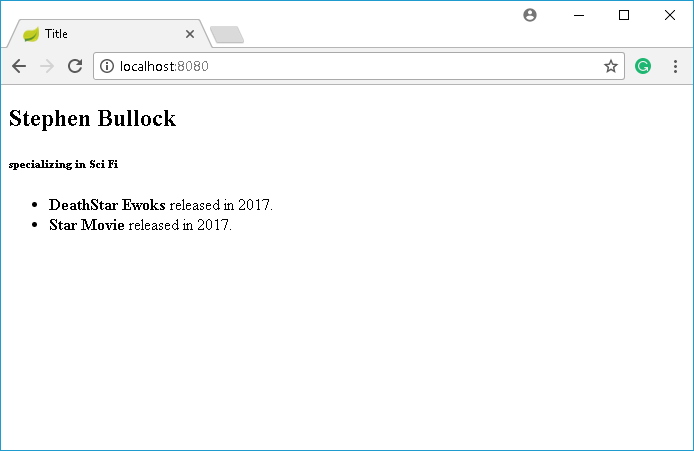 Title
localhost:8080
Stephen Bullock
specializing in Sci Fi
• DeathStar Ewoks released in 2017.
• Star Movie released in 2017.